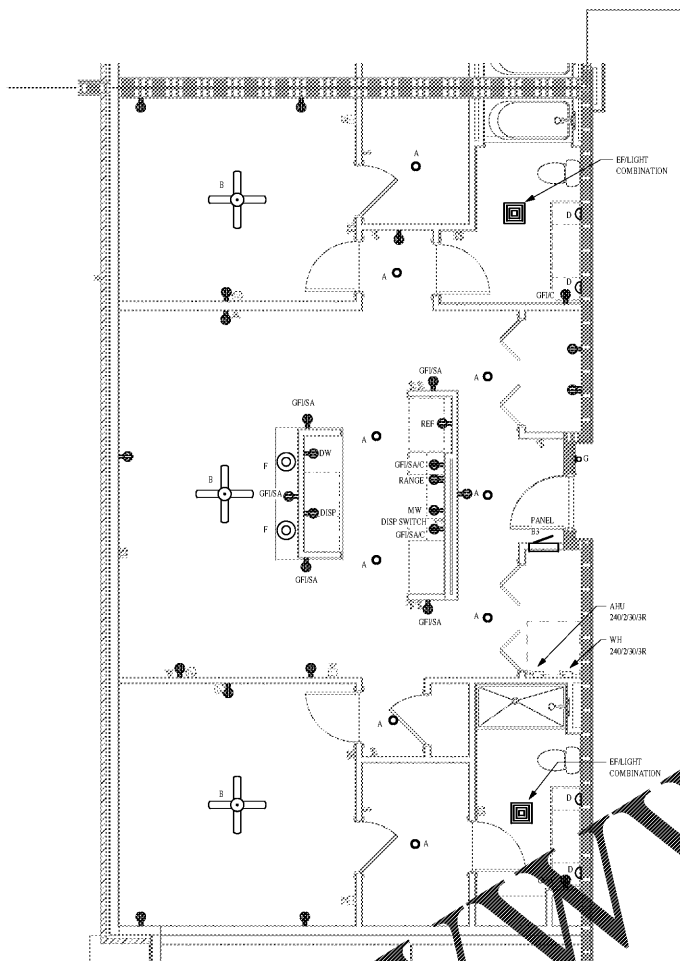 A
EF/LIGHT
COMBINATION
B
D
A
D
GFI/C
A
GFI/SA
GFI/SA
REF
A
DW
F
GFI/SA/C
G
B
RANGE
GFI/SA
A
MW
DISP
DISP SWITCH
PANEL
B3
F
GFI/SA/C
A
GFI/SA
AHU
240/2/30/3R
A
GFI/SA
WH
240/2/30/3R
A
EF/LIGHT
COMBINATION
B
D
A
D